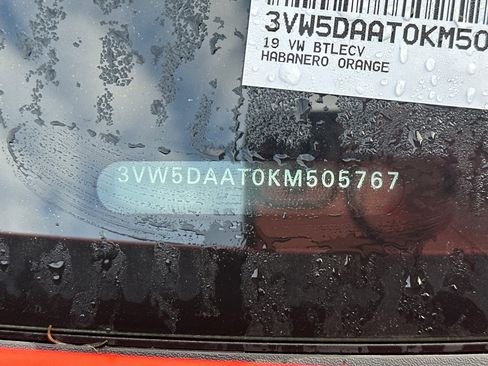 3VW5DAAT0KM50
19 VW BTLECV
HABANERO ORANGE
3VW5DAAT0KM505767